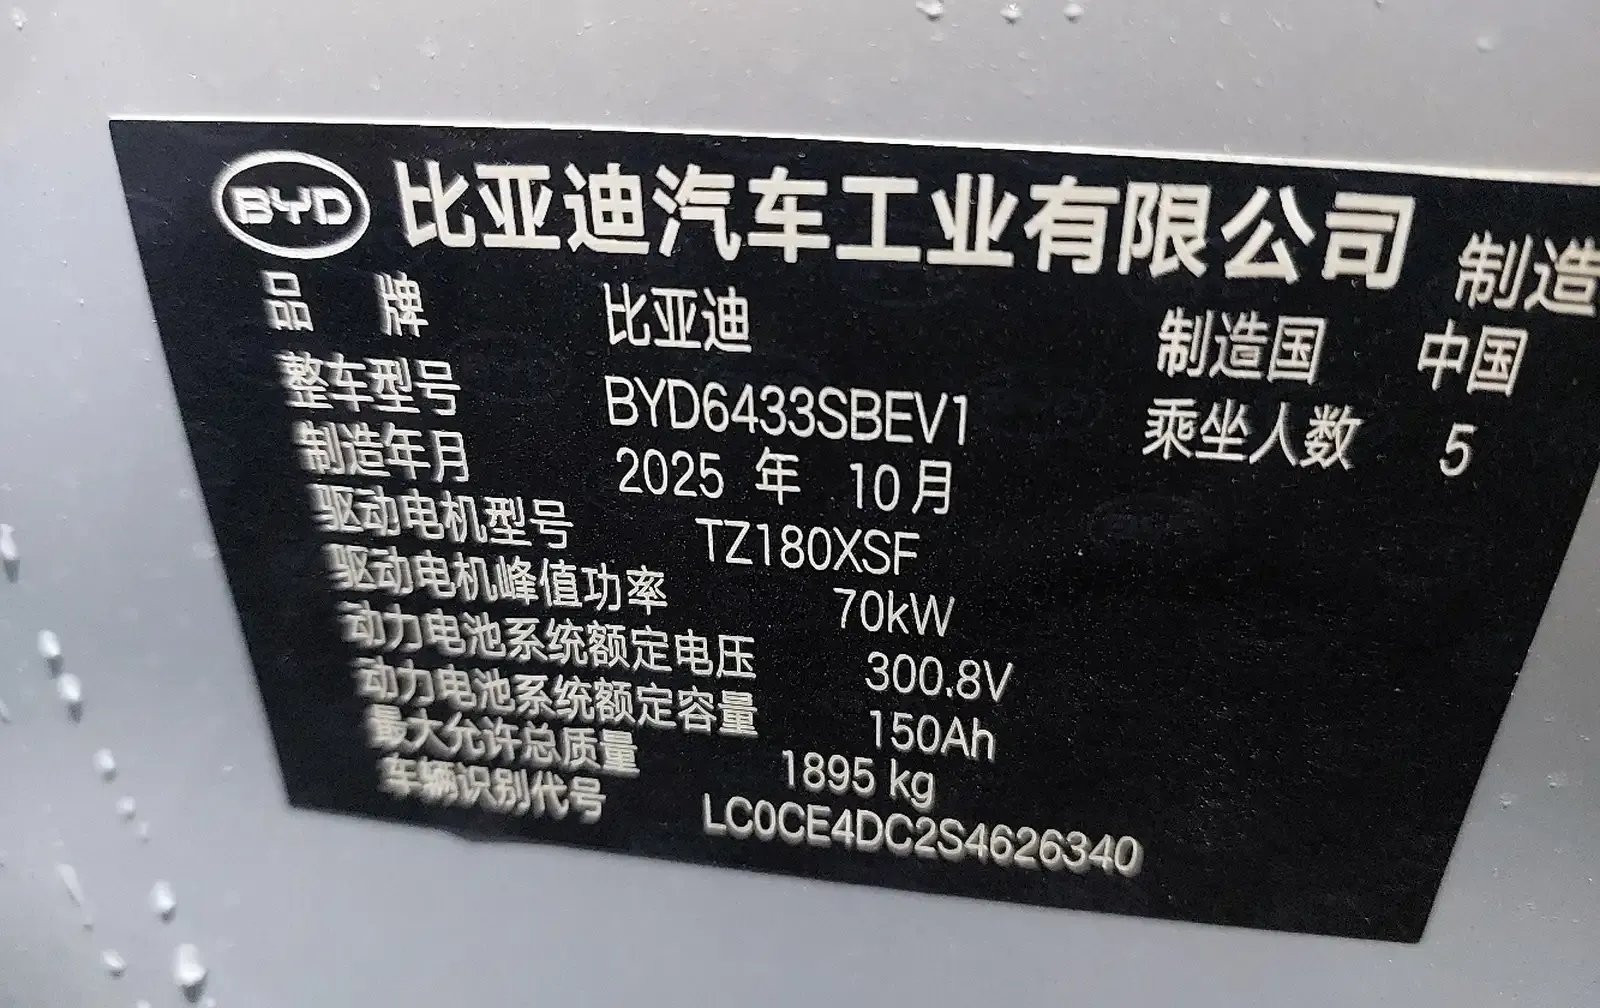 BYD 比亚迪汽车工业有限公司 制造
品牌 比亚迪 制造国 中国
整车型号 BYD6433SBEV1 乘坐人数 5
制造年月 2025 年 10 月
驱动电机型号 TZ180XSF
驱动电机峰值功率 70kW
动力电池系统额定电压 300.8V
动力电池系统额定容量 150Ah
最大允许总质量 1895 kg
车辆识别代号 LC0CE4DC2S4626340